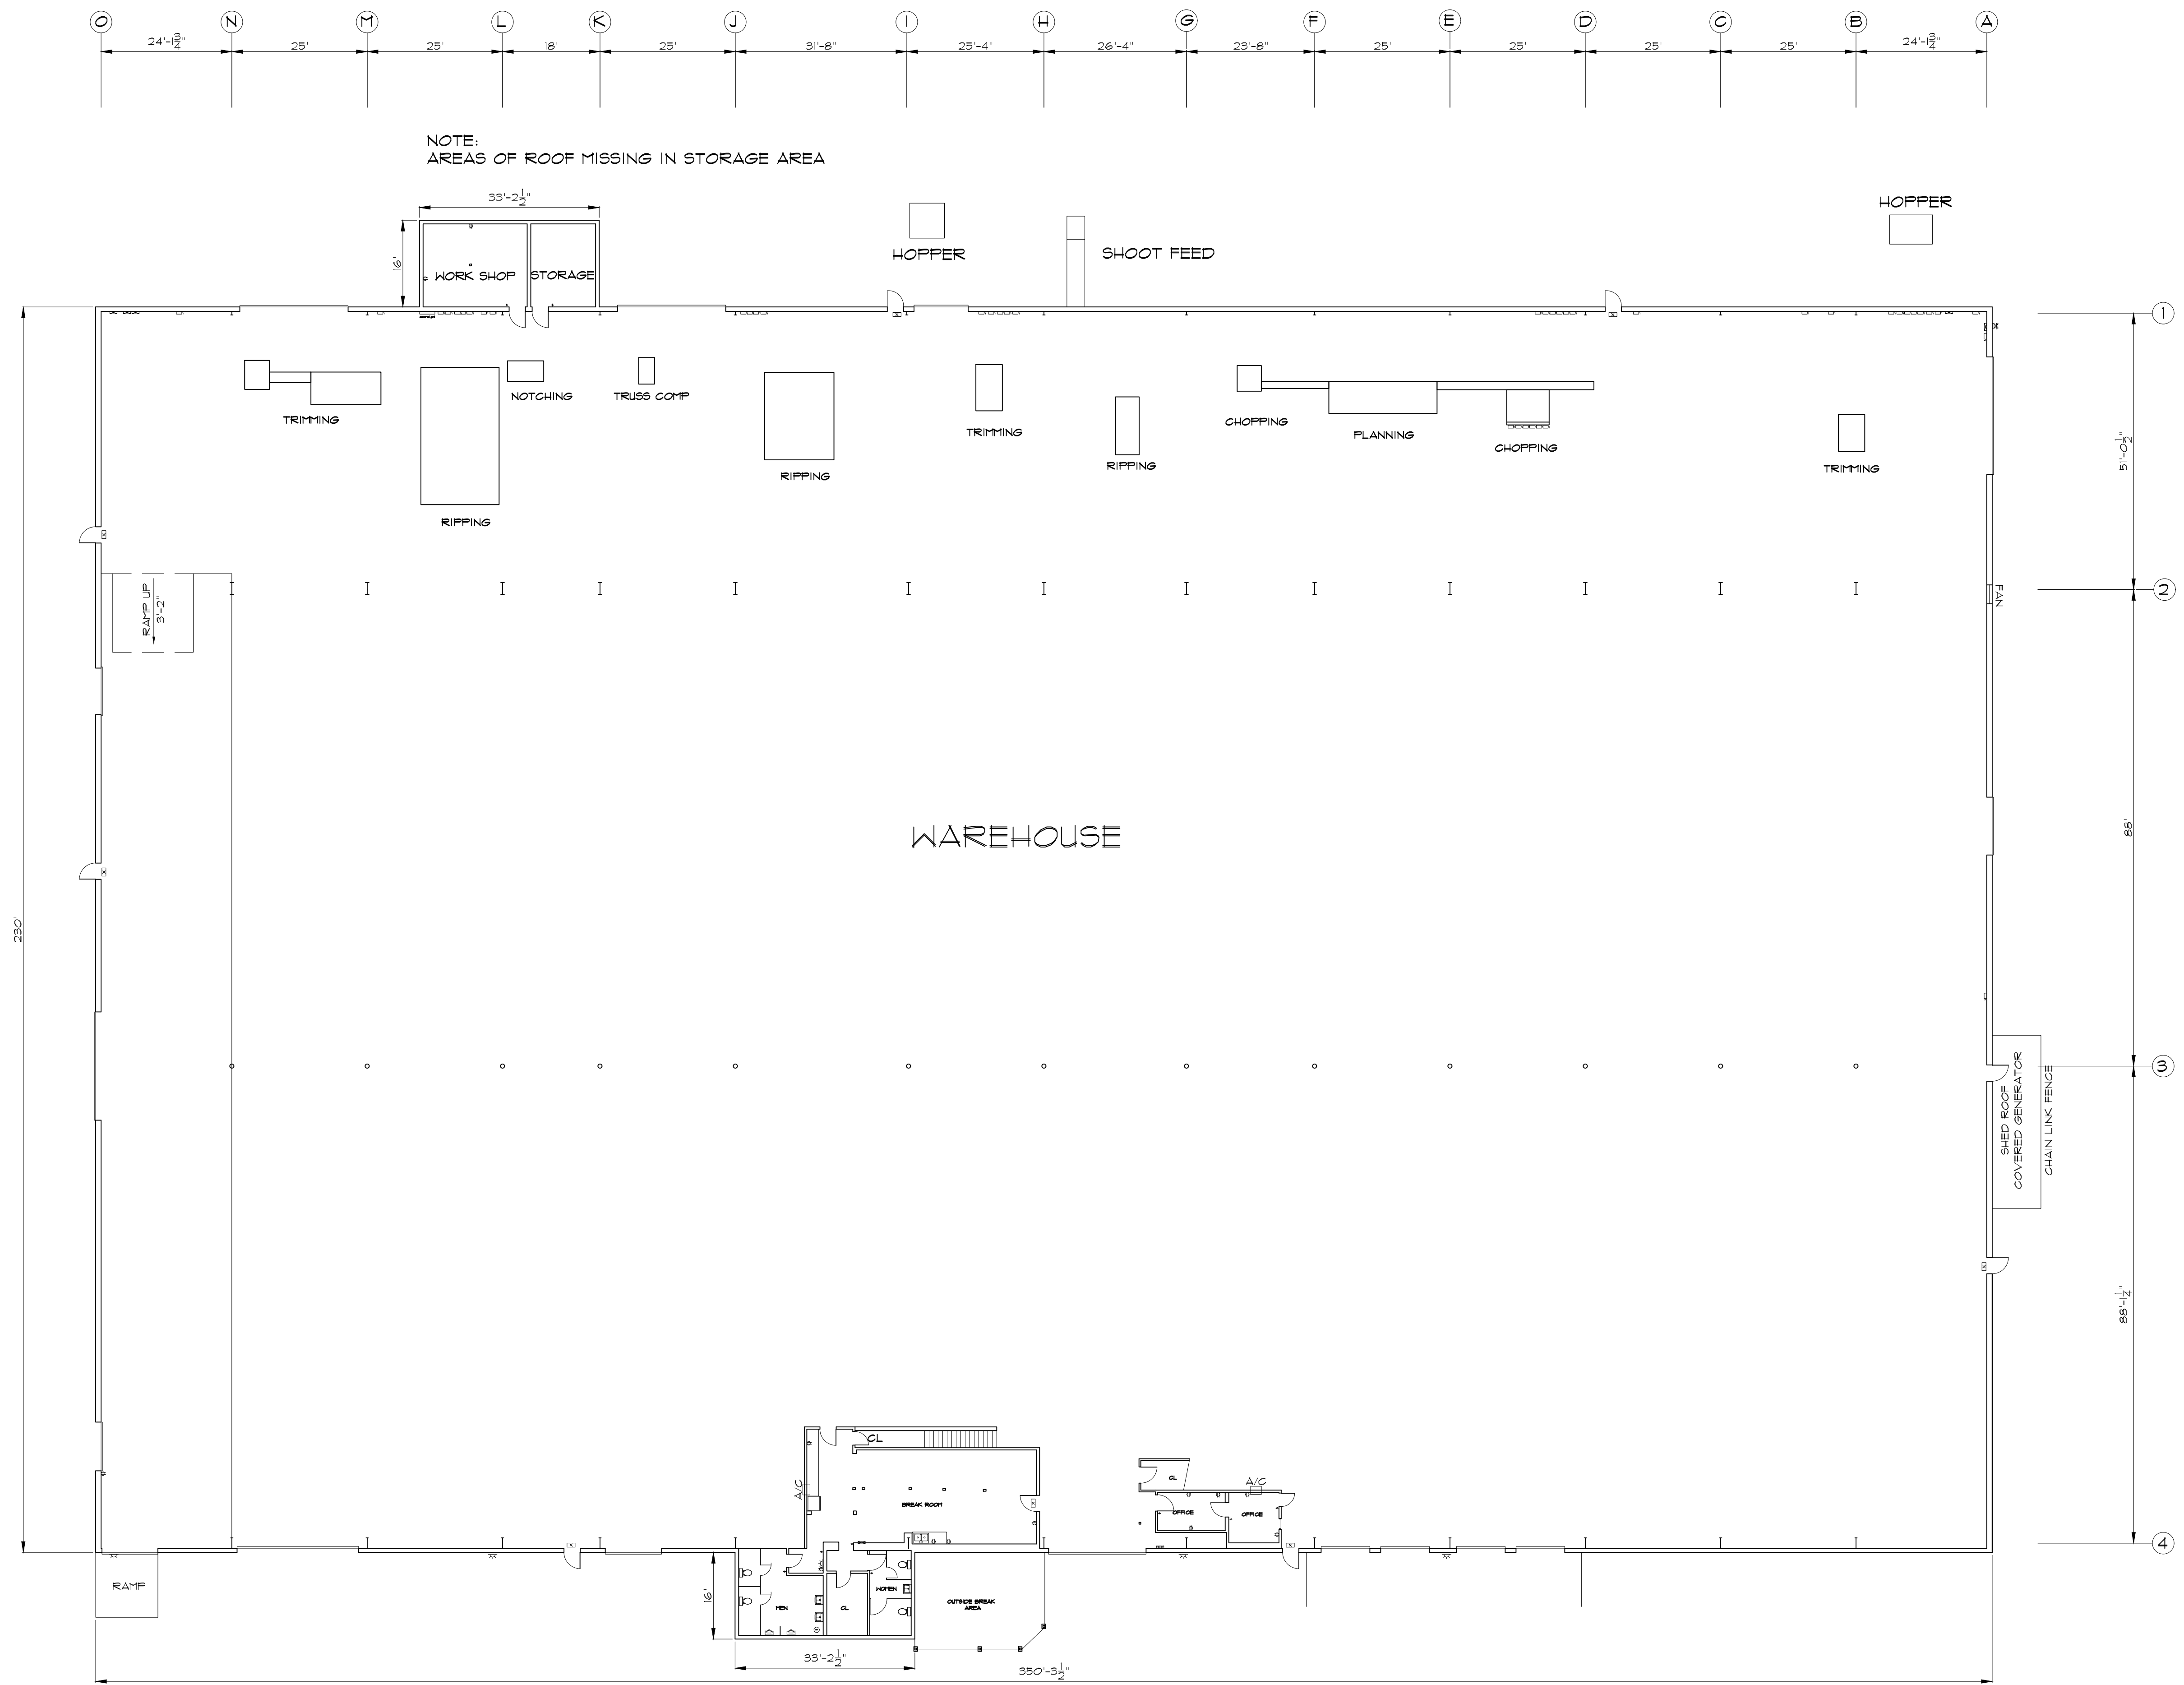 O N M L K J I H G F E D C B A
24'-1 3/4" 25' 25' 18' 25' 31'-8" 25'-4" 26'-4" 23'-8" 25' 25' 25' 25' 24'-1 3/4"
NOTE:
AREAS OF ROOF MISSING IN STORAGE AREA
33'-2 1/2"
16'
WORK SHOP
STORAGE
HOPPER
SHOOT FEED
HOPPER
1
TRIMMING
RIPPING
NOTCHING
TRUSS COMP
RIPPING
TRIMMING
RIPPING
CHOPPING
PLANNING
CHOPPING
TRIMMING
51'-0 1/2"
RAMP UP
3'-2"
FAN
2
WAREHOUSE
88'
230'
3
SHED ROOF
COVERED GENERATOR
CHAIN LINK FENCE
88'-1 1/4"
CL
A/C
BREAK ROOM
CL
A/C
OFFICE
OFFICE
4
RAMP
16'
MEN
CL
WOMEN
OUTSIDE BREAK
AREA
33'-2 1/2"
350'-3 1/2"